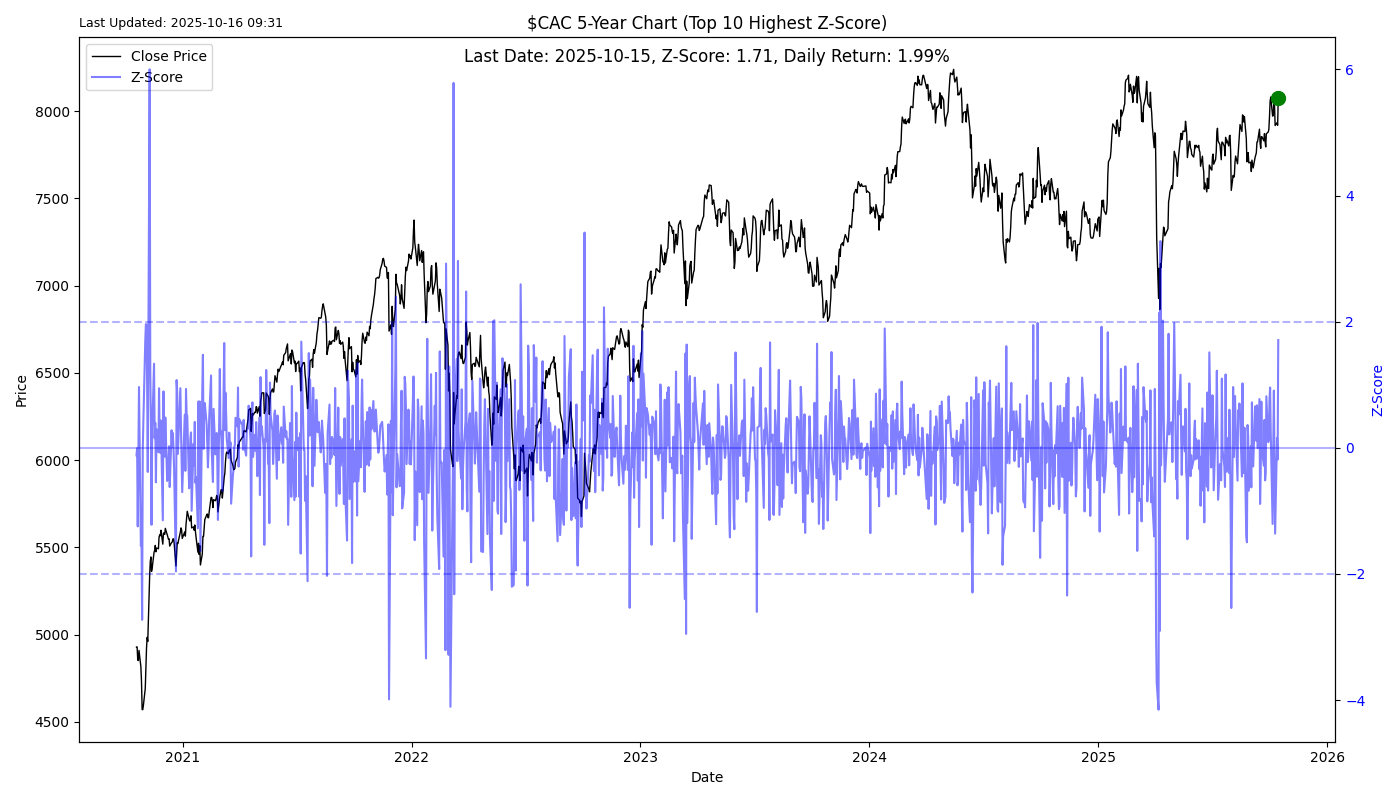 Last Updated: 2025-10-16 09:31
$CAC 5-Year Chart (Top 10 Highest Z-Score)
Last Date: 2025-10-15, Z-Score: 1.71, Daily Return: 1.99%
Close Price
Z-Score
Price
8000
7500
7000
6500
6000
5500
5000
4500
6
4
2
0
−2
−4
Z-Score
2021
2022
2023
2024
2025
2026
Date